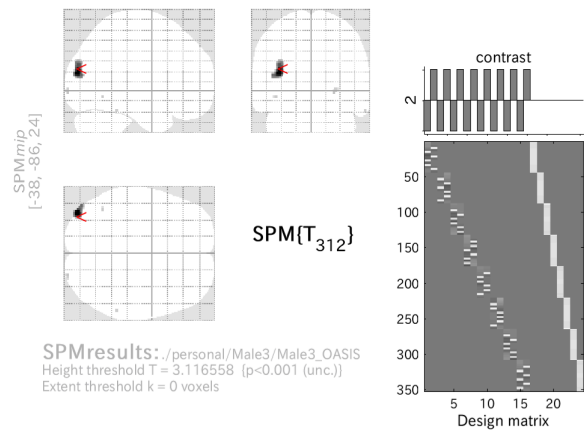 SPMmip
[-38, -86, 24]
SPM{T312}
SPMresults: ./personal/Male3/Male3_OASIS
Height threshold T = 3.116558 {p<0.001 (unc.)}
Extent threshold k = 0 voxels
contrast
2
50
100
150
200
250
300
350
5 10 15 20
Design matrix